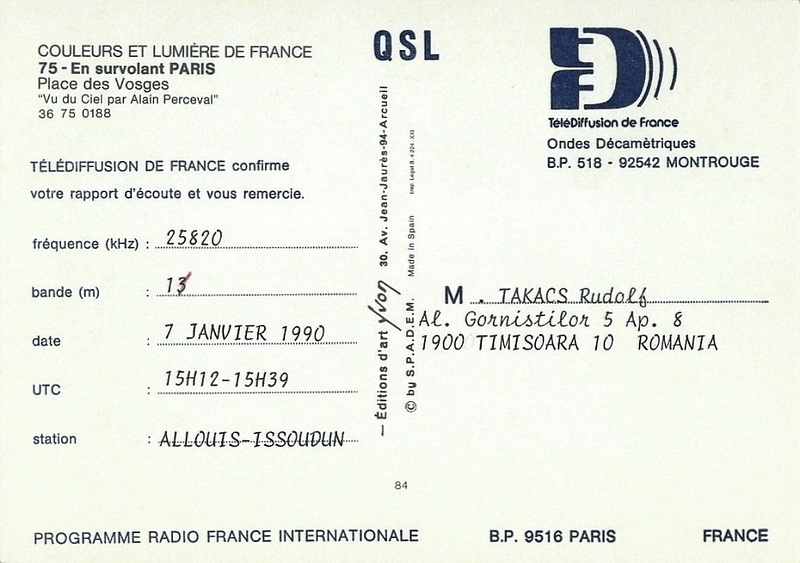 COULEURS ET LUMIÈRE DE FRANCE
75 - En survolant PARIS
Place des Vosges
"Vu du Ciel par Alain Perceval"
36 75 0188
TÉLÉDIFFUSION DE FRANCE confirme
votre rapport d'écoute et vous remercie.
fréquence (kHz) : 25820
bande (m) : 13
date : 7 JANVIER 1990
UTC : 15H12-15H39
station : ALLOUIS-ISSOUDUN
QSL
— Éditions d'art yvon 30. Av. Jean-Jaurès-94-Arcueil
© by S.P.A.D.E.M. Made in Spain
84
TéléDiffusion de France
Ondes Décamètriques
B.P. 518 - 92542 MONTROUGE
M. TAKACS Rudolf
Al. Gornistilor 5 Ap. 8
1900 TIMISOARA 10 ROMANIA
PROGRAMME RADIO FRANCE INTERNATIONALE B.P. 9516 PARIS FRANCE